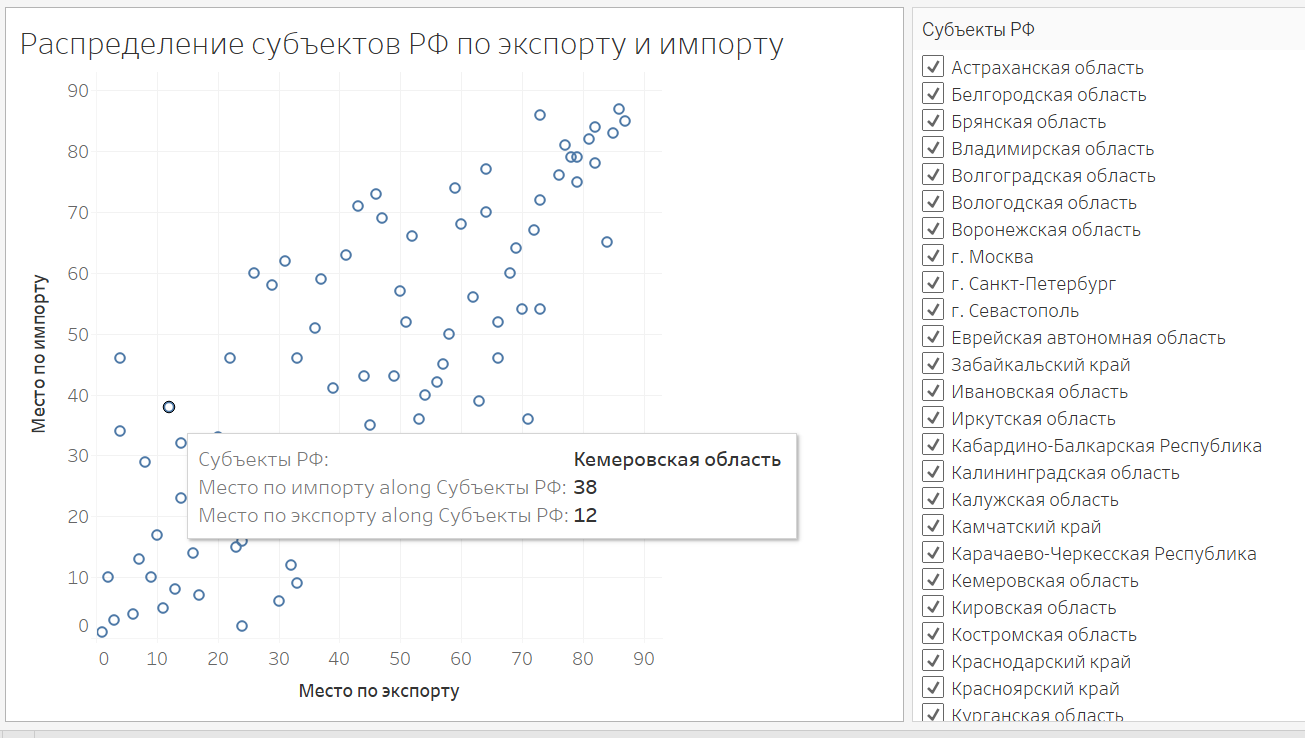 Распределение субъектов РФ по экспорту и импорту
90
80
70
60
50
40
30
20
10
0
Место по импорту
0 10 20 30 40 50 60 70 80 90
Место по экспорту
Субъекты РФ: Кемеровская область
Место по импорту along Субъекты РФ: 38
Место по экспорту along Субъекты РФ: 12
Субъекты РФ
Астраханская область
Белгородская область
Брянская область
Владимирская область
Волгоградская область
Вологодская область
Воронежская область
г. Москва
г. Санкт-Петербург
г. Севастополь
Еврейская автономная область
Забайкальский край
Ивановская область
Иркутская область
Кабардино-Балкарская Республика
Калининградская область
Калужская область
Камчатский край
Карачаево-Черкесская Республика
Кемеровская область
Кировская область
Костромская область
Краснодарский край
Красноярский край
Курганская область